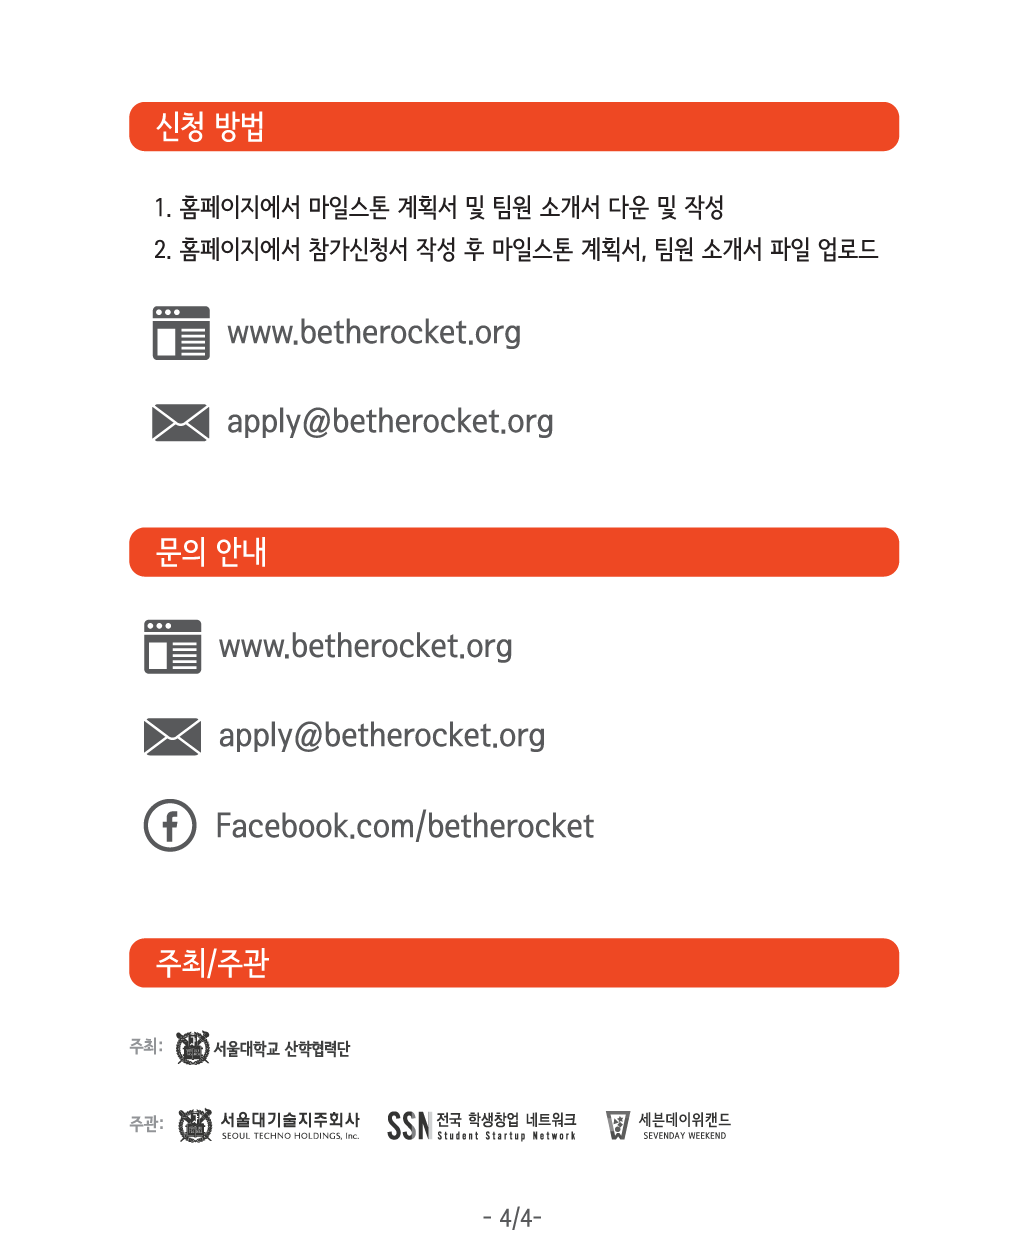 신청 방법
1. 홈페이지에서 마일스톤 계획서 및 팀원 소개서 다운 및 작성
2. 홈페이지에서 참가신청서 작성 후 마일스톤 계획서, 팀원 소개서 파일 업로드
www.betherocket.org
apply@betherocket.org
문의 안내
www.betherocket.org
apply@betherocket.org
Facebook.com/betherocket
주최/주관
주최: 서울대학교 산학협력단
주관: 서울대기술지주회사 SSN 전국 학생창업 네트워크 세븐데이위캔드
SEOUL TECHNO HOLDINGS, Inc. Student Startup Network SEVENDAY WEEKEND
- 4/4-